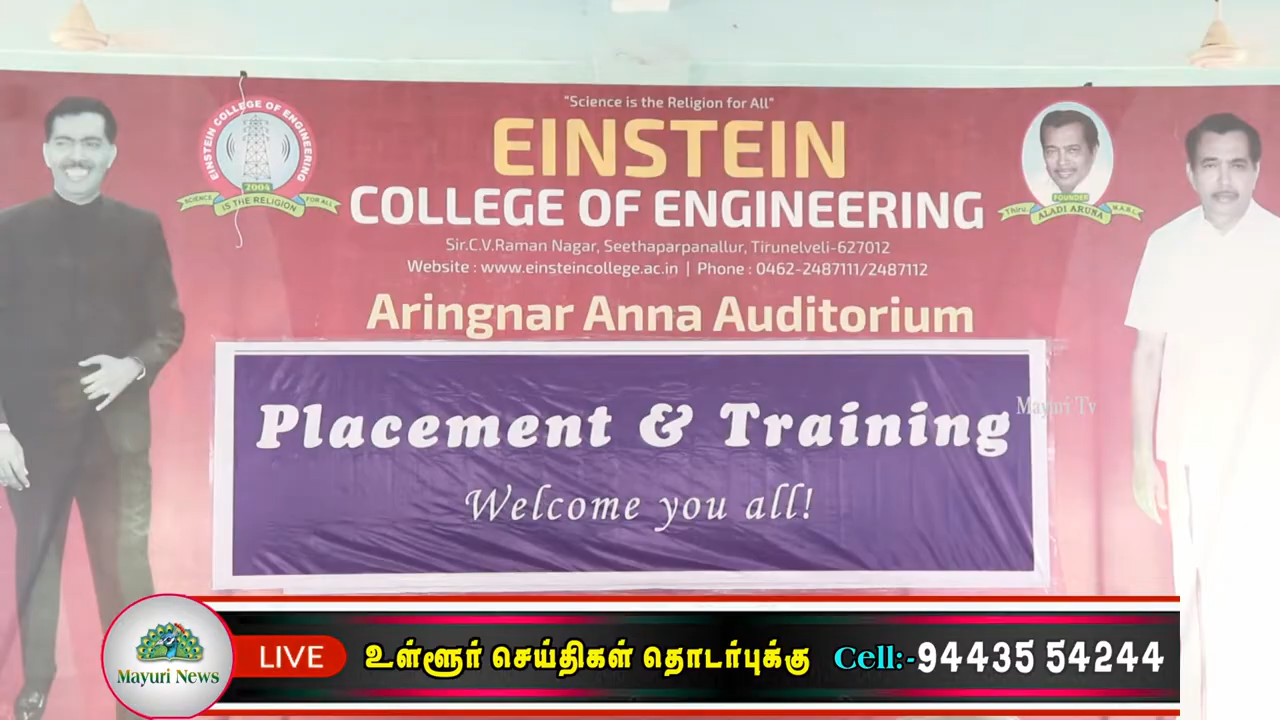 "Science is the Religion for All"
EINSTEIN
COLLEGE OF ENGINEERING
Sir.C.V.Raman Nagar, Seethaparpanallur, Tirunelveli-627012
Website : www.einsteincollege.ac.in | Phone : 0462-2487111/2487112
Aringnar Anna Auditorium
EINSTEIN COLLEGE OF ENGINEERING
2004
SCIENCE IS THE RELIGION FOR ALL
FOUNDER
Thiru. ALADI ARUNA M.A.B.L.
Placement & Training
Welcome you all!
Mayuri Tv
Mayuri News
LIVE
உள்ளூர் செய்திகள் தொடர்புக்கு Cell:-94435 54244